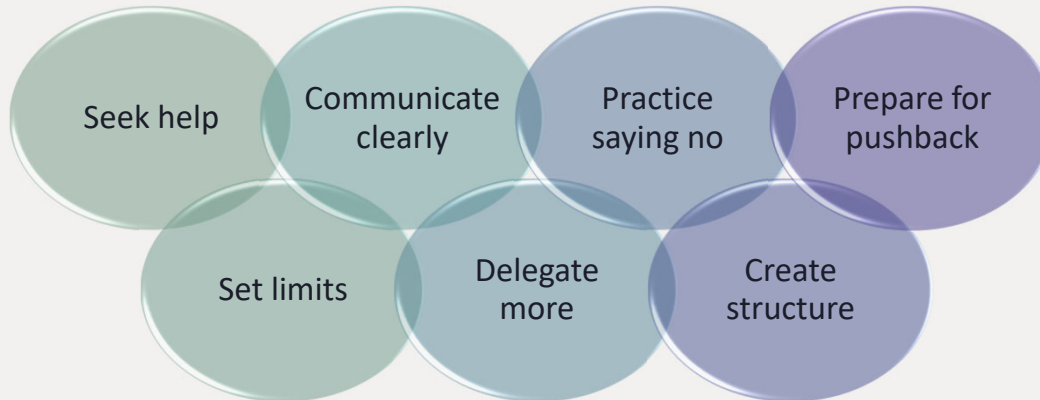 Seek help
Communicate
clearly
Practice
saying no
Prepare for
pushback
Set limits
Delegate
more
Create
structure